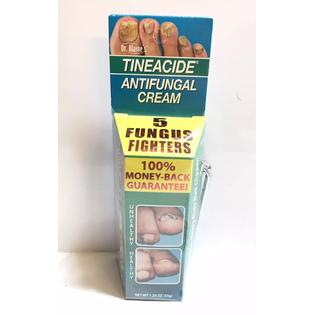 Dr. Blaine's
TINEACIDE®
ANTIFUNGAL
CREAM
5
FUNGUS
FIGHTERS
100%
MONEY-BACK
GUARANTEE!
UNHEALTHY
HEALTHY
NET WT 1.25 OZ (35g)